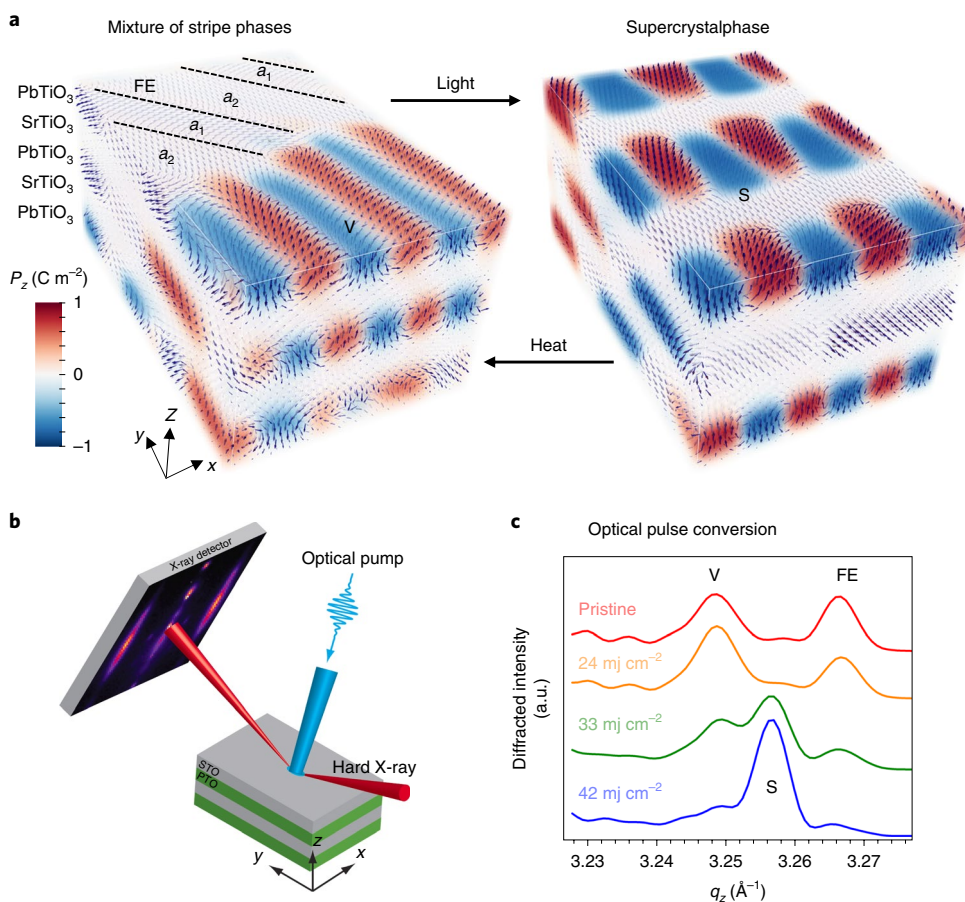 a
Mixture of stripe phases
Supercrystalphase
PbTiO₃
SrTiO₃
PbTiO₃
SrTiO₃
PbTiO₃
FE
a₁
a₂
a₁
a₂
V
Light
S
Heat
P_z (C m⁻²)
1
0
−1
z
y
x
b
X-ray detector
Optical pump
Hard X-ray
STO
PTO
z
y
x
c
Optical pulse conversion
V
FE
Pristine
24 mj cm⁻²
33 mj cm⁻²
42 mj cm⁻²
S
Diffracted intensity
(a.u.)
3.23 3.24 3.25 3.26 3.27
q_z (Å⁻¹)